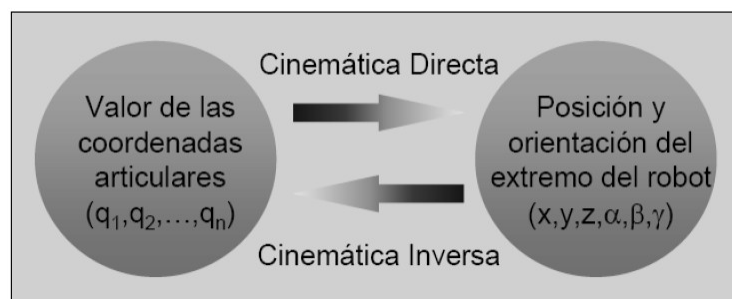 Cinemática Directa
Valor de las
coordenadas
articulares
(q₁,q₂,...,qₙ)
Posición y
orientación del
extremo del robot
(x,y,z,α,β,γ)
Cinemática Inversa